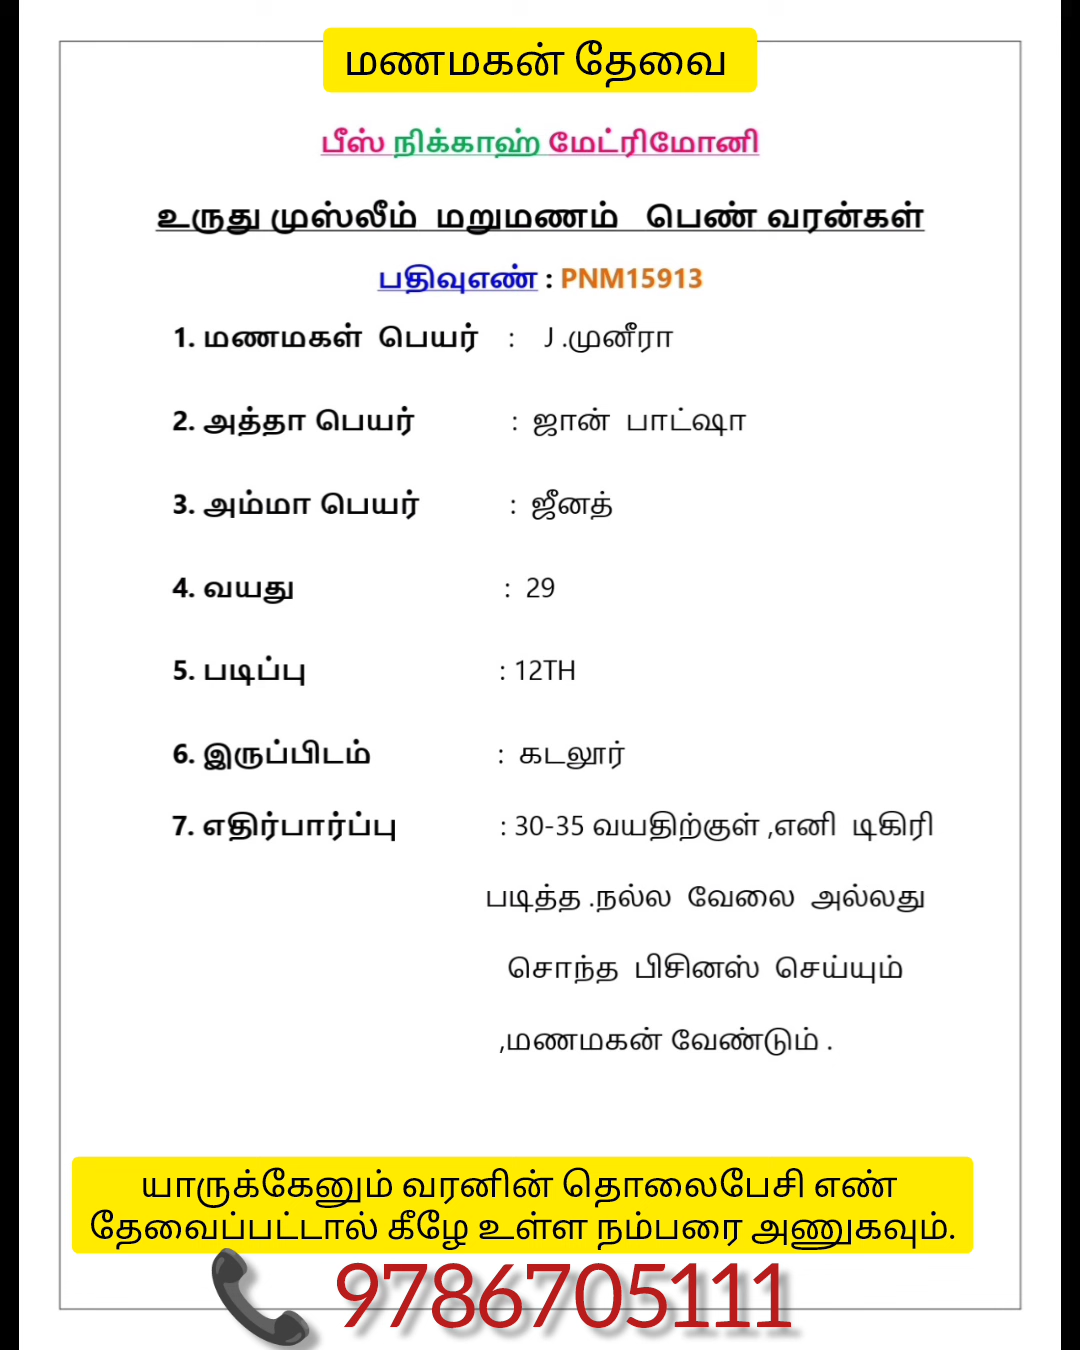 மணமகன் தேவை
பீஸ் நிக்காஹ் மேட்ரிமோனி
உருது முஸ்லீம் மறுமணம் பெண் வரன்கள்
பதிவுஎண் : PNM15913
1. மணமகள் பெயர் : J .முனீரா
2. அத்தா பெயர் : ஜான் பாட்ஷா
3. அம்மா பெயர் : ஜீனத்
4. வயது : 29
5. படிப்பு : 12TH
6. இருப்பிடம் : கடலூர்
7. எதிர்பார்ப்பு : 30-35 வயதிற்குள் ,எனி டிகிரி
படித்த .நல்ல வேலை அல்லது
சொந்த பிசினஸ் செய்யும்
,மணமகன் வேண்டும் .
யாருக்கேனும் வரனின் தொலைபேசி எண்
தேவைப்பட்டால் கீழே உள்ள நம்பரை அணுகவும்.
9786705111